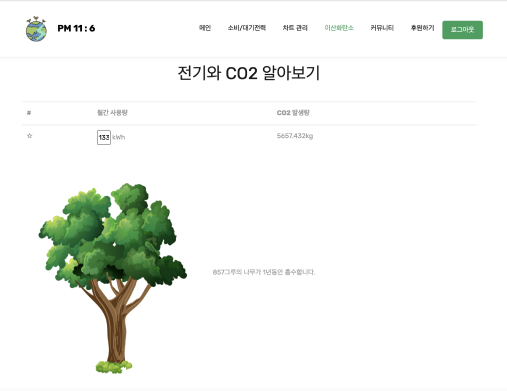 PM 11 : 6
메인 소비/대기전력 차트 관리 이산화탄소 커뮤니티 후원하기 로그아웃
전기와 CO2 알아보기
# 월간 사용량 CO2 발생량
☆ 133 kWh 5657.432kg
857그루의 나무가 1년동안 흡수합니다.